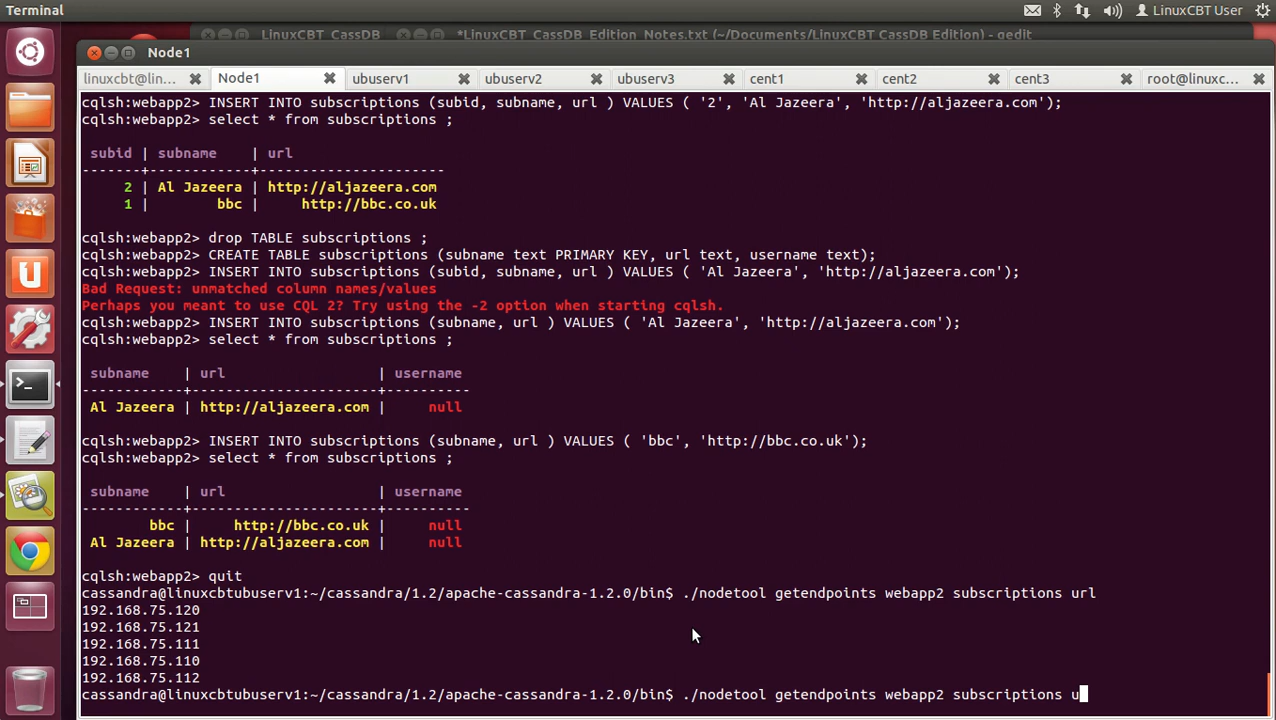 Terminal
LinuxCBT User
LinuxCBT_CassDB_ *LinuxCBT_CassDB_Edition_Notes.txt (~/Documents/LinuxCBT CassDB Edition) - gedit
Node1
linuxcbt@lin... Node1 ubuserv1 ubuserv2 ubuserv3 cent1 cent2 cent3 root@linuxc...
cqlsh:webapp2> INSERT INTO subscriptions (subid, subname, url ) VALUES ( '2', 'Al Jazeera', 'http://aljazeera.com');
cqlsh:webapp2> select * from subscriptions ;
subid | subname | url
-------+------------+----------------------
2 | Al Jazeera | http://aljazeera.com
1 | bbc | http://bbc.co.uk
cqlsh:webapp2> drop TABLE subscriptions ;
cqlsh:webapp2> CREATE TABLE subscriptions (subname text PRIMARY KEY, url text, username text);
cqlsh:webapp2> INSERT INTO subscriptions (subid, subname, url ) VALUES ( 'Al Jazeera', 'http://aljazeera.com');
Bad Request: unmatched column names/values
Perhaps you meant to use CQL 2? Try using the -2 option when starting cqlsh.
cqlsh:webapp2> INSERT INTO subscriptions (subname, url ) VALUES ( 'Al Jazeera', 'http://aljazeera.com');
cqlsh:webapp2> select * from subscriptions ;
subname | url | username
------------+----------------------+----------
Al Jazeera | http://aljazeera.com | null
cqlsh:webapp2> INSERT INTO subscriptions (subname, url ) VALUES ( 'bbc', 'http://bbc.co.uk');
cqlsh:webapp2> select * from subscriptions ;
subname | url | username
------------+----------------------+----------
bbc | http://bbc.co.uk | null
Al Jazeera | http://aljazeera.com | null
cqlsh:webapp2> quit
cassandra@linuxcbtubuserv1:~/cassandra/1.2/apache-cassandra-1.2.0/bin$ ./nodetool getendpoints webapp2 subscriptions url
192.168.75.120
192.168.75.121
192.168.75.111
192.168.75.110
192.168.75.112
cassandra@linuxcbtubuserv1:~/cassandra/1.2/apache-cassandra-1.2.0/bin$ ./nodetool getendpoints webapp2 subscriptions u